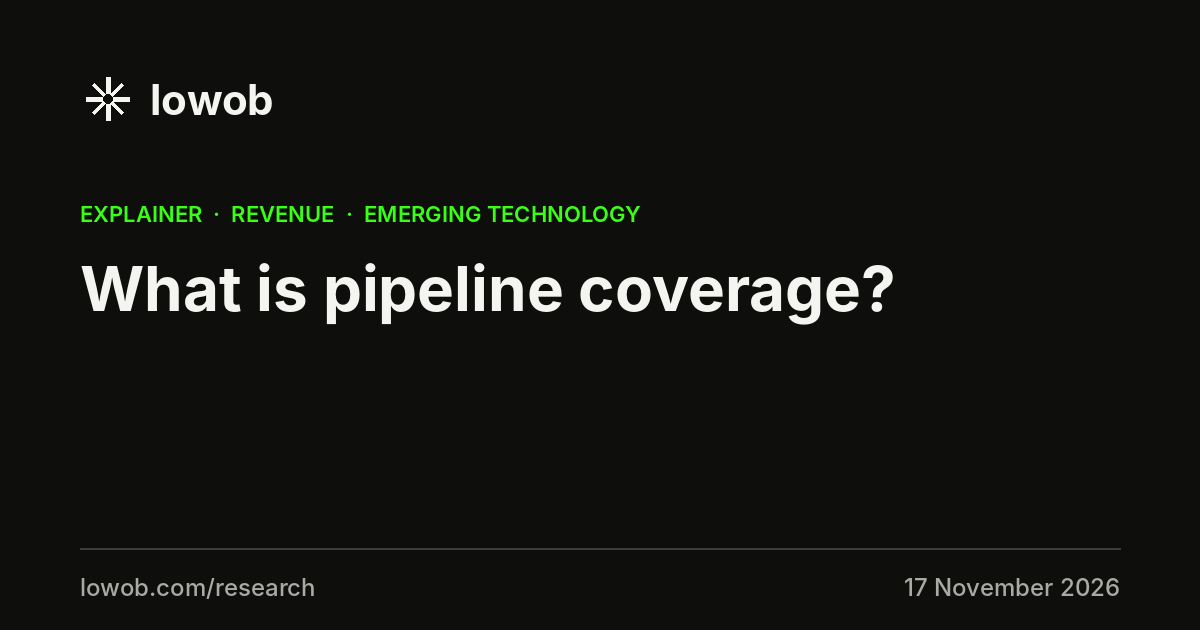 lowob
EXPLAINER · REVENUE · EMERGING TECHNOLOGY
What is pipeline coverage?
lowob.com/research
17 November 2026